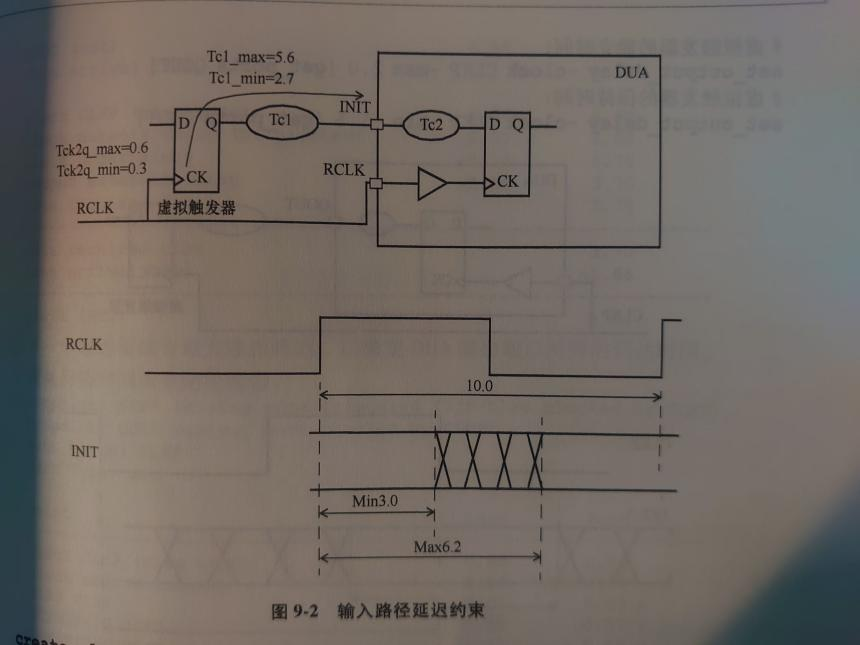 Tc1_max=5.6
Tc1_min=2.7
DUA
INIT
D Q
Tc1
Tc2
D Q
Tck2q_max=0.6
Tck2q_min=0.3
CK
RCLK
CK
RCLK
虚拟触发器
RCLK
10.0
INIT
Min3.0
Max6.2
图 9-2 输入路径延迟约束